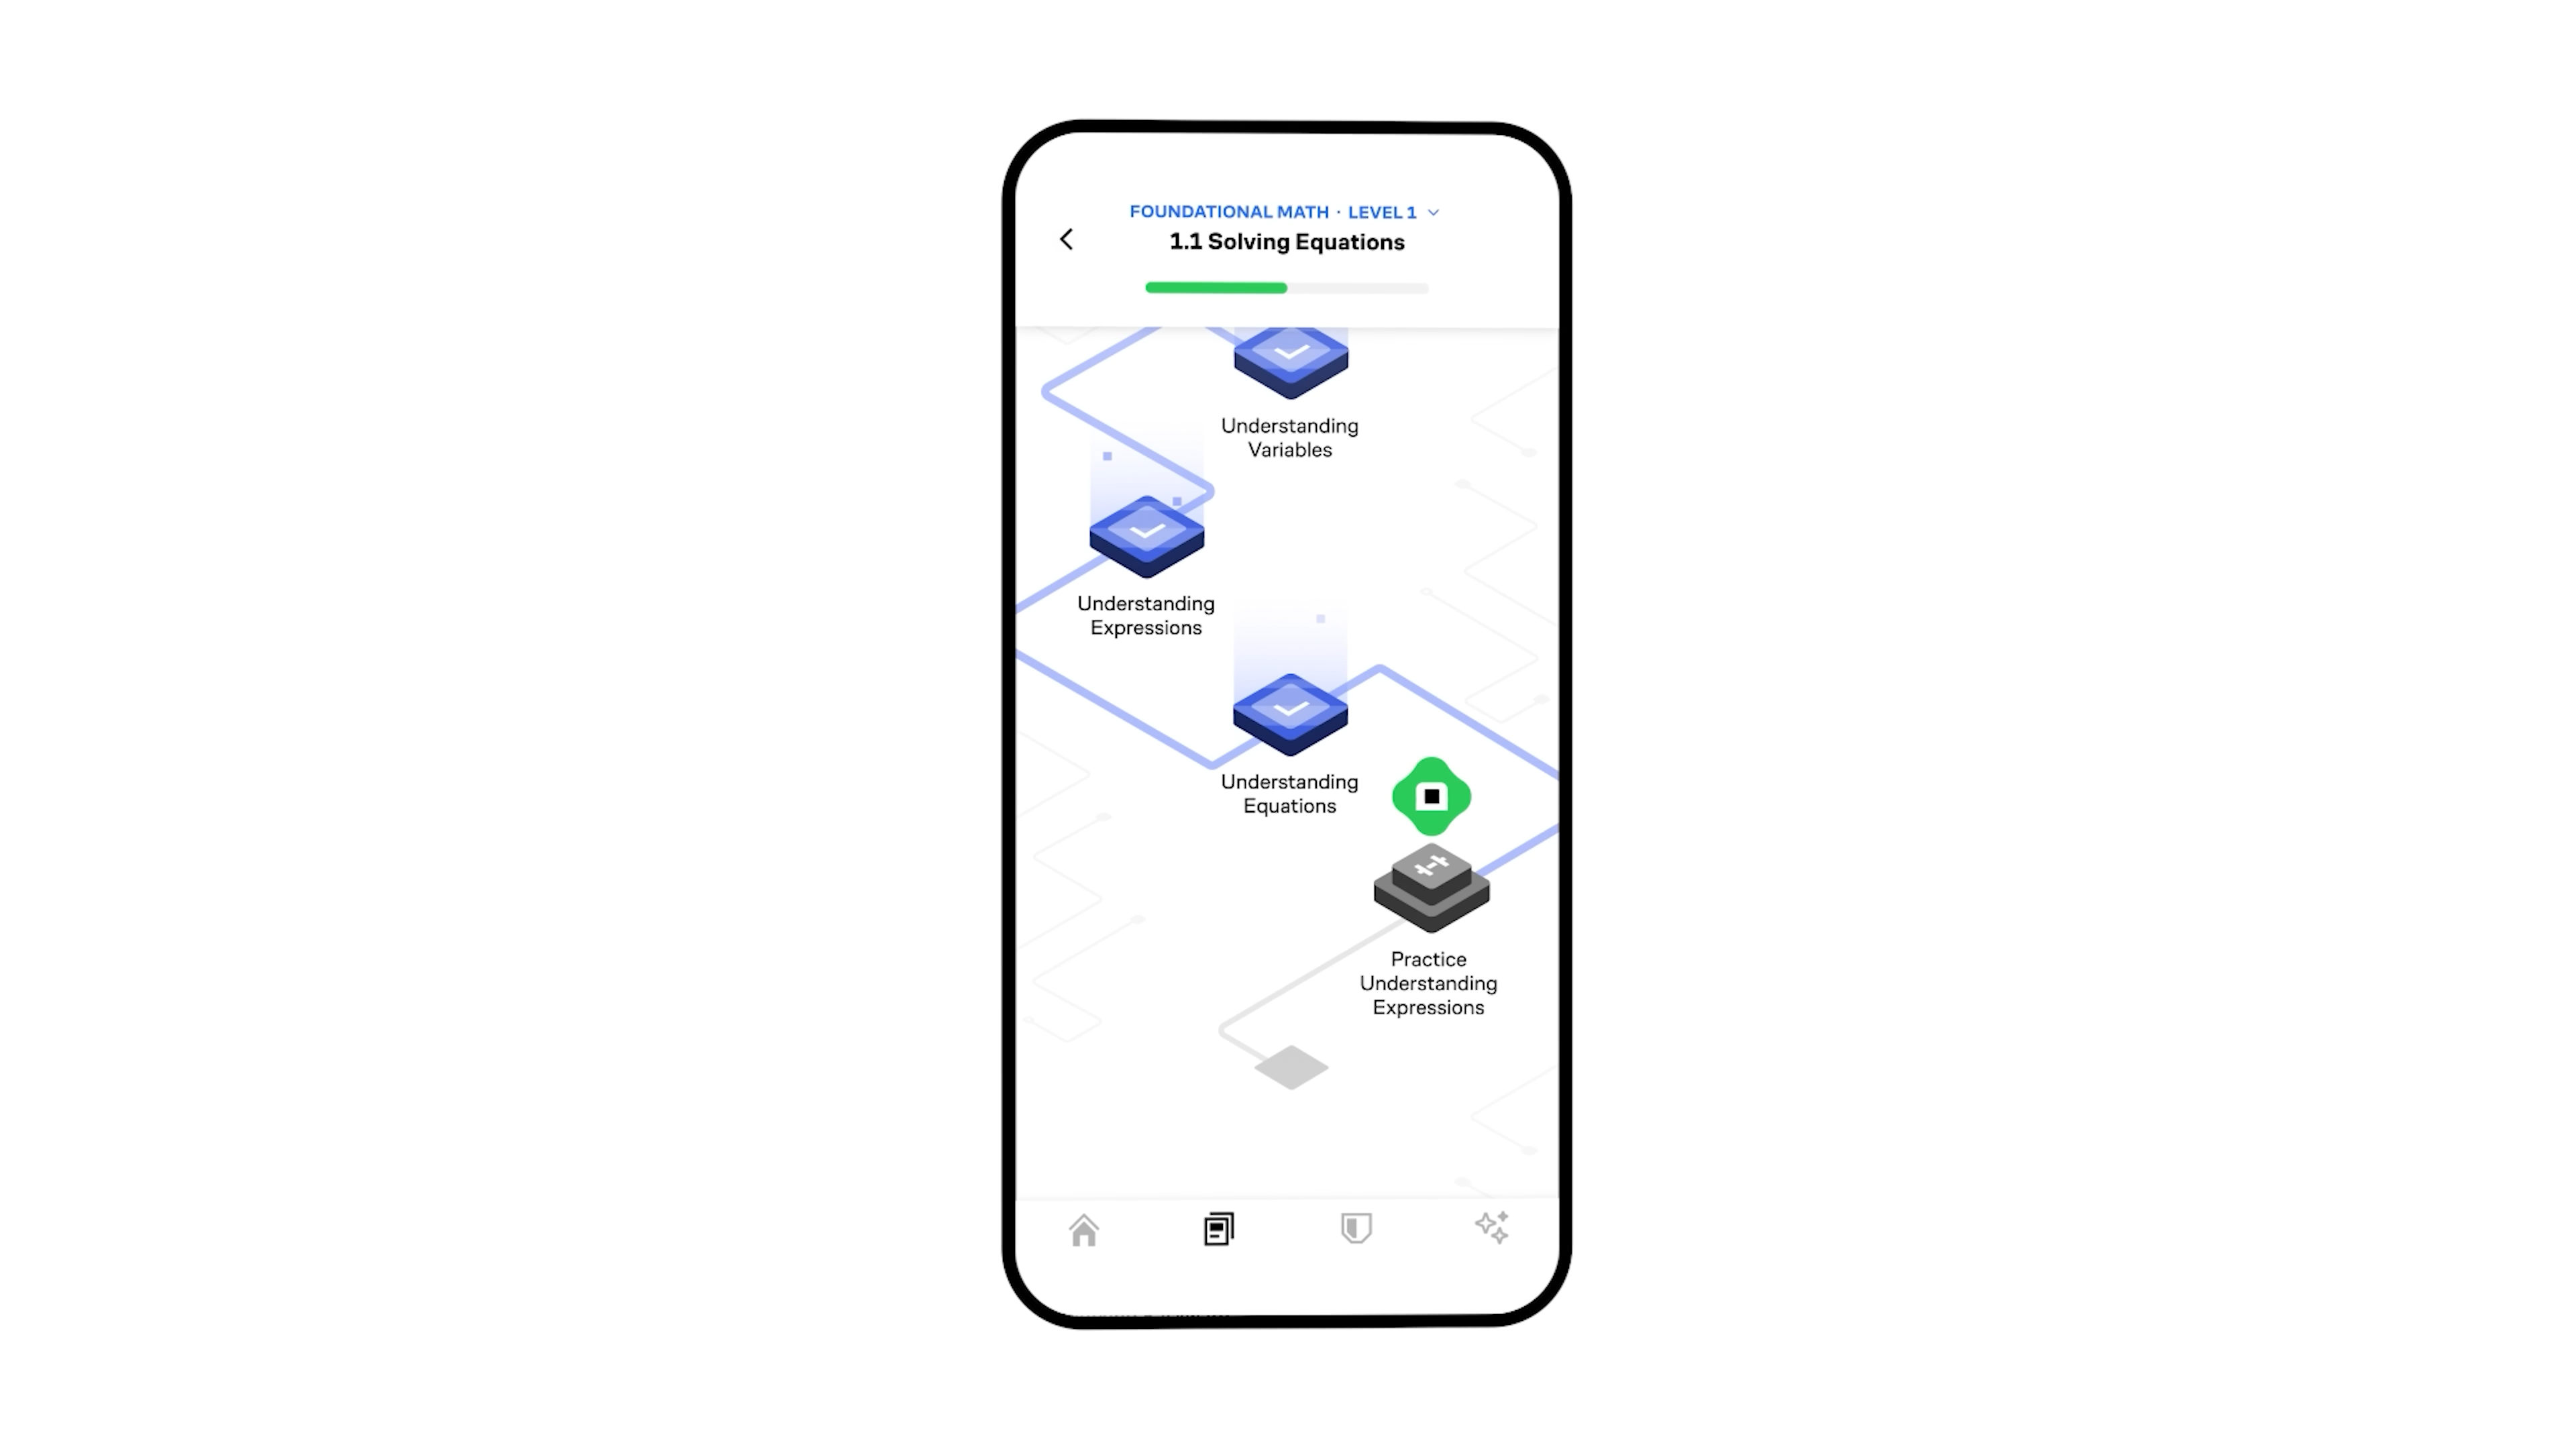 FOUNDATIONAL MATH · LEVEL 1
1.1 Solving Equations
Understanding
Variables
Understanding
Expressions
Understanding
Equations
Practice
Understanding
Expressions